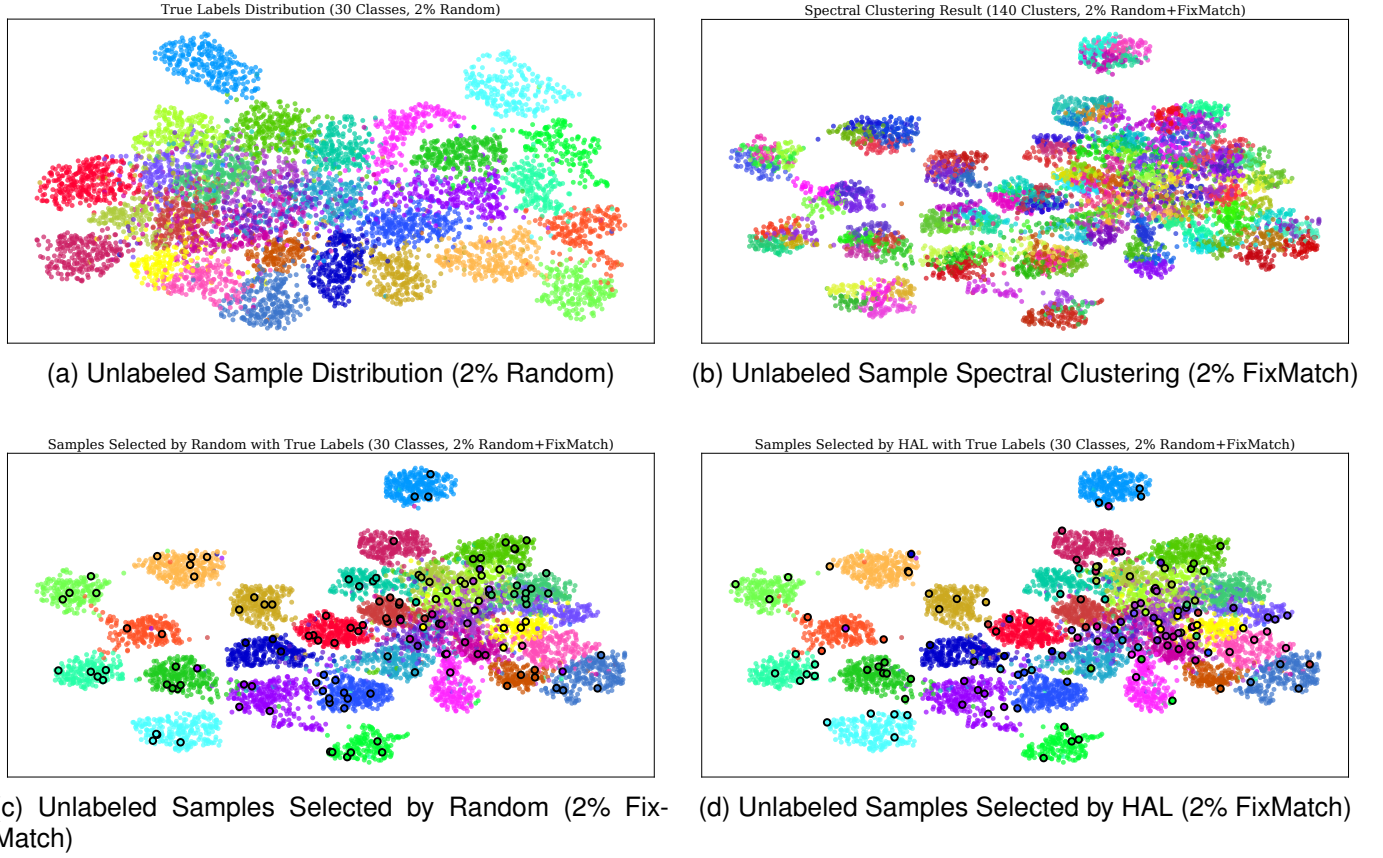 True Labels Distribution (30 Classes, 2% Random)
Spectral Clustering Result (140 Clusters, 2% Random+FixMatch)
(a) Unlabeled Sample Distribution (2% Random)
(b) Unlabeled Sample Spectral Clustering (2% FixMatch)
Samples Selected by Random with True Labels (30 Classes, 2% Random+FixMatch)
Samples Selected by HAL with True Labels (30 Classes, 2% Random+FixMatch)
c) Unlabeled Samples Selected by Random (2% Fix-
Match)
(d) Unlabeled Samples Selected by HAL (2% FixMatch)